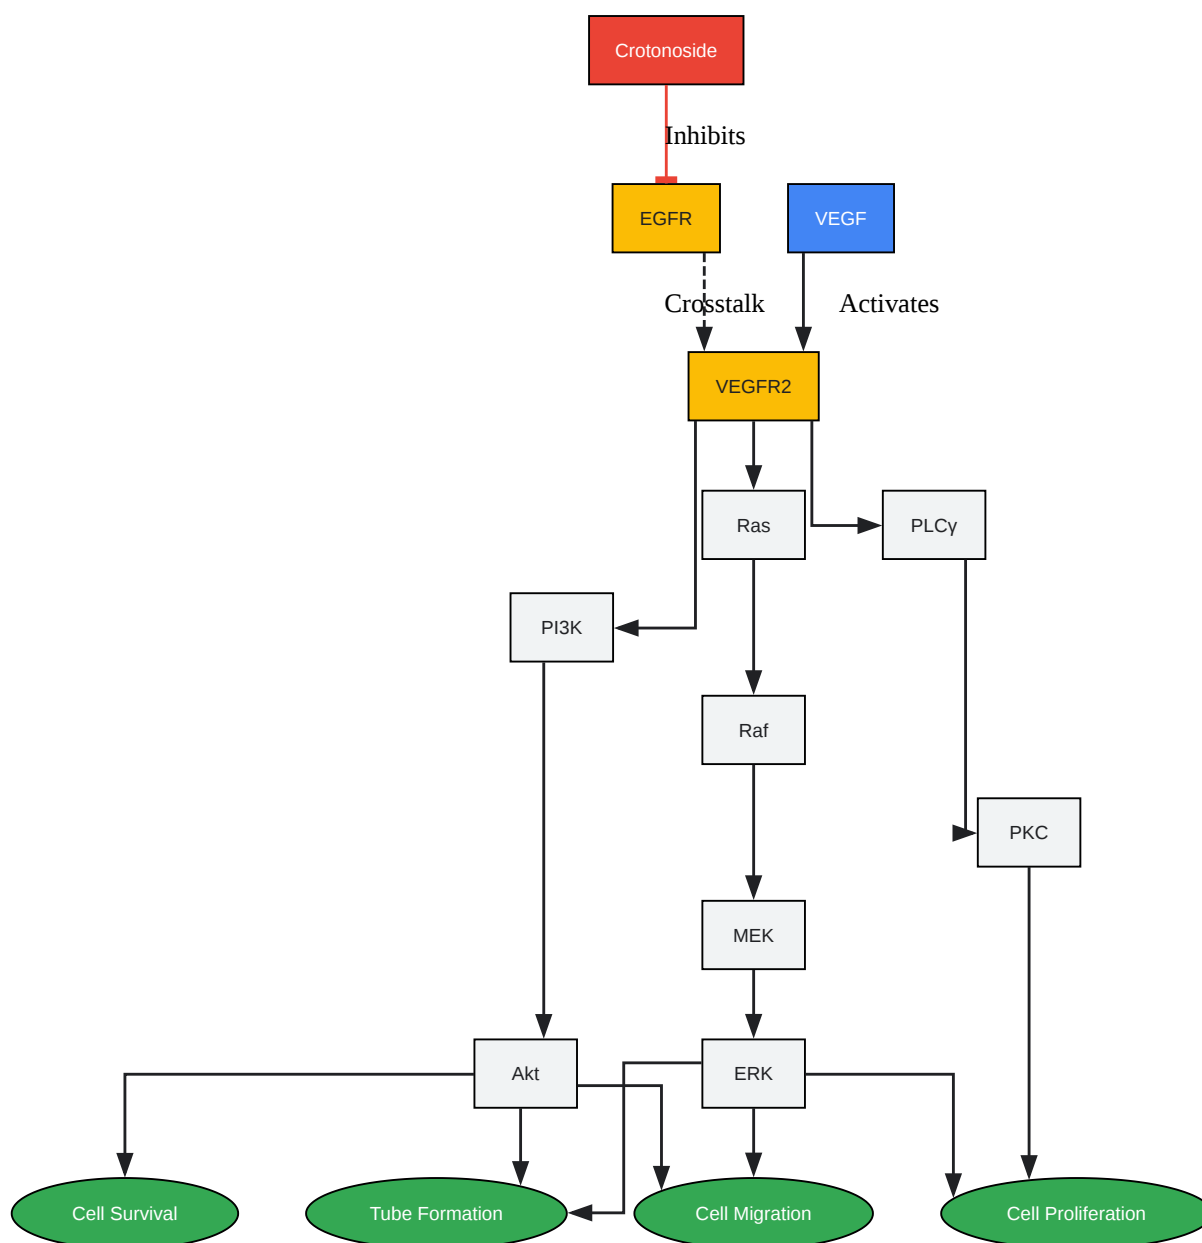 Crotonoside
Inhibits
EGFR
VEGF
Crosstalk
Activates
VEGFR2
Ras
PLCγ
PI3K
Raf
PKC
MEK
Akt
ERK
Cell Survival
Tube Formation
Cell Migration
Cell Proliferation